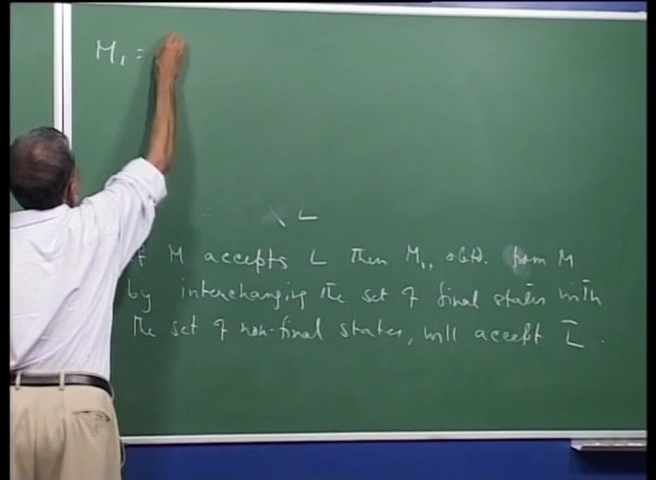 M₁ =
\ L
If M accepts L then M₁, obtd. from M
by interchanging the set of final states with
the set of non-final states, will accept L̅.